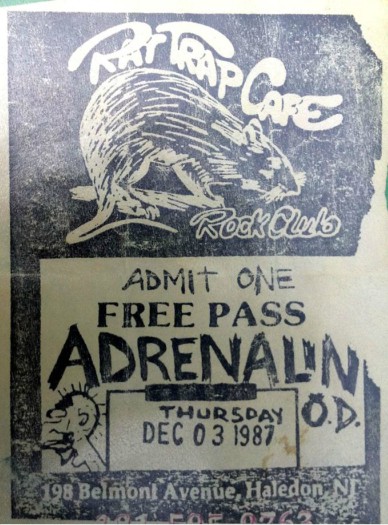 RAT TRAP CAFE
Rock Club
ADMIT ONE
FREE PASS
ADRENALIN
O.D.
THURSDAY
DEC 03 1987
198 Belmont Avenue, Haledon, NJ